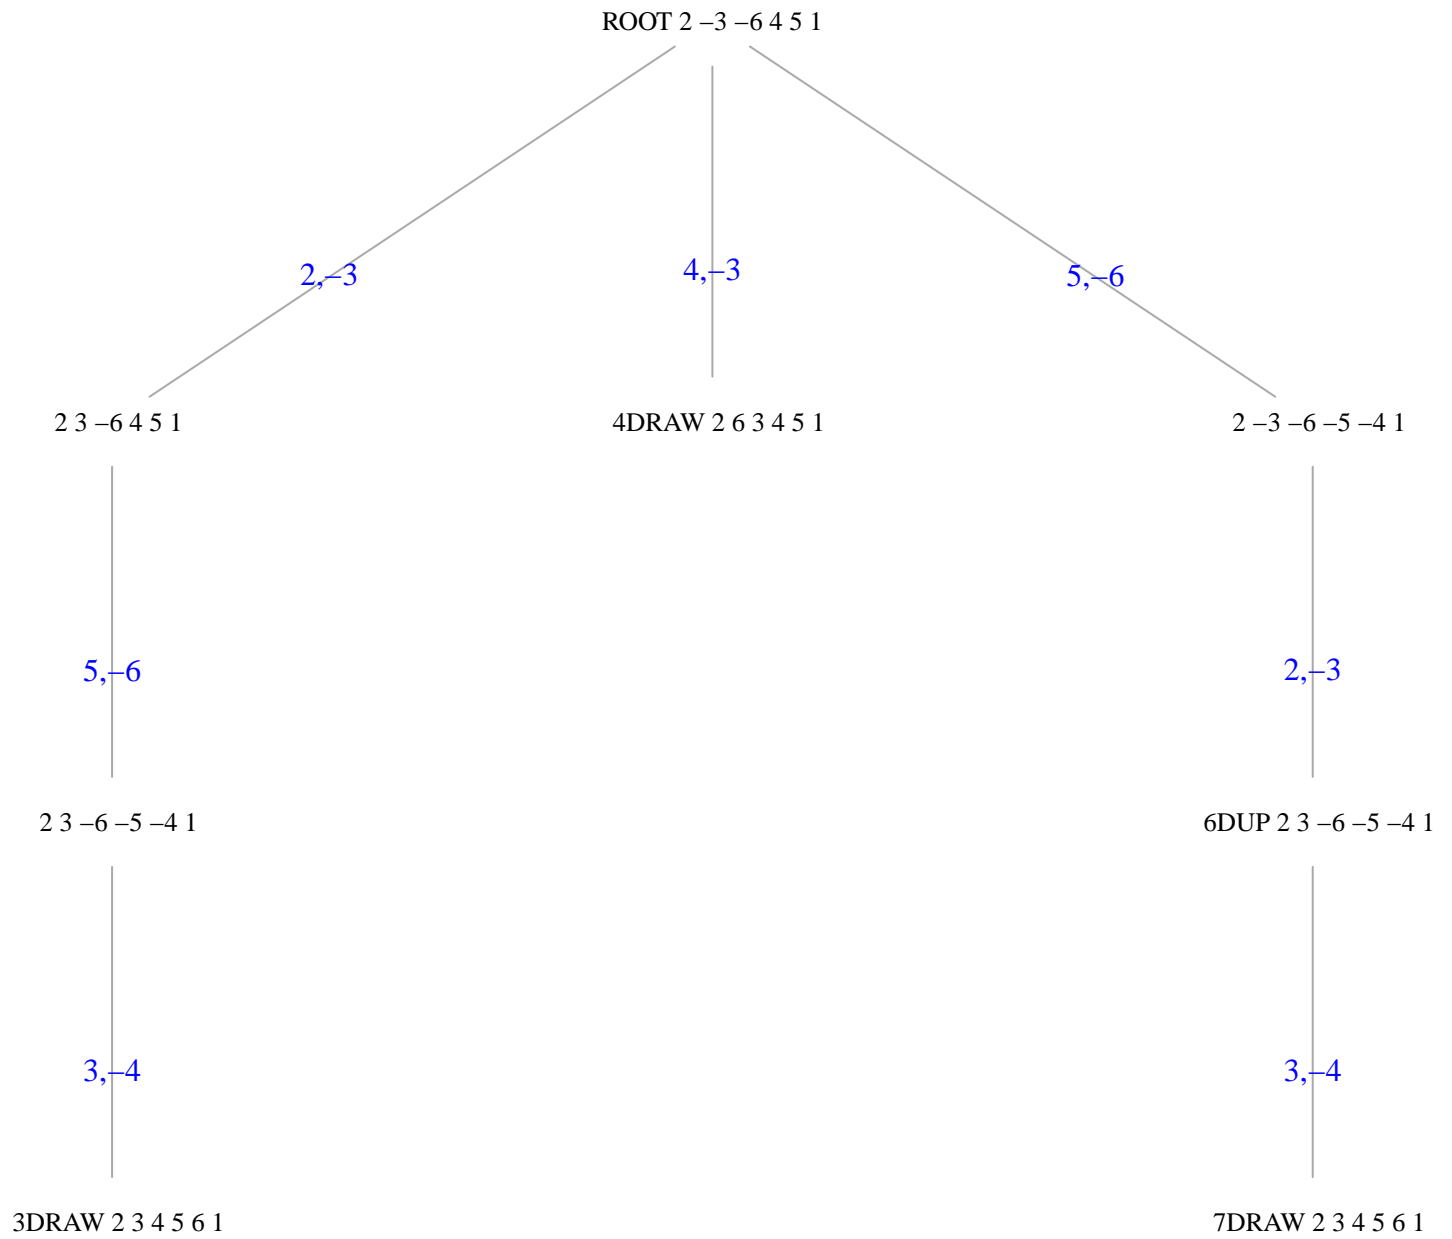 ROOT 2 –3 –6 4 5 1
2,–3
4,–3
5,–6
2 3 –6 4 5 1
4DRAW 2 6 3 4 5 1
2 –3 –6 –5 –4 1
5,–6
2,–3
2 3 –6 –5 –4 1
6DUP 2 3 –6 –5 –4 1
3,–4
3,–4
3DRAW 2 3 4 5 6 1
7DRAW 2 3 4 5 6 1